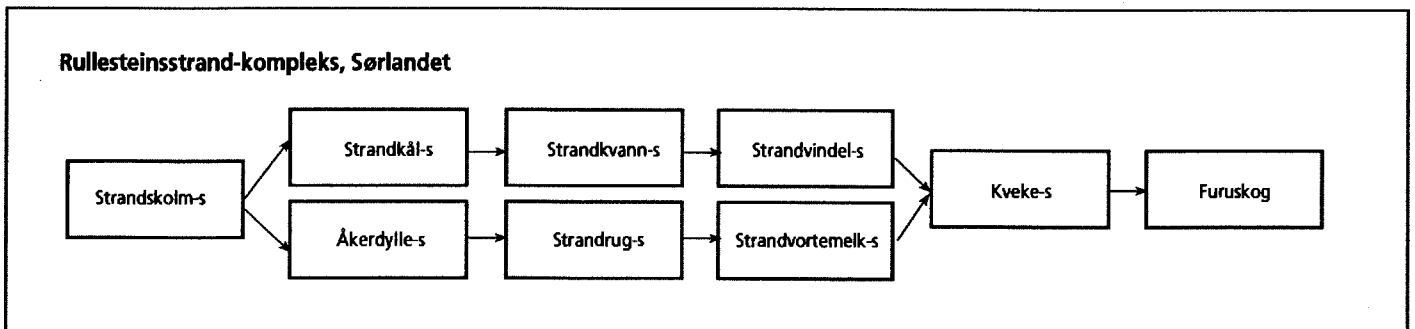 Rullesteinsstrand-kompleks, Sørlandet
Strandskolm-s
Strandkål-s
Strandkvann-s
Strandvindel-s
Åkerdylle-s
Strandrug-s
Strandvortemelk-s
Kveke-s
Furuskog